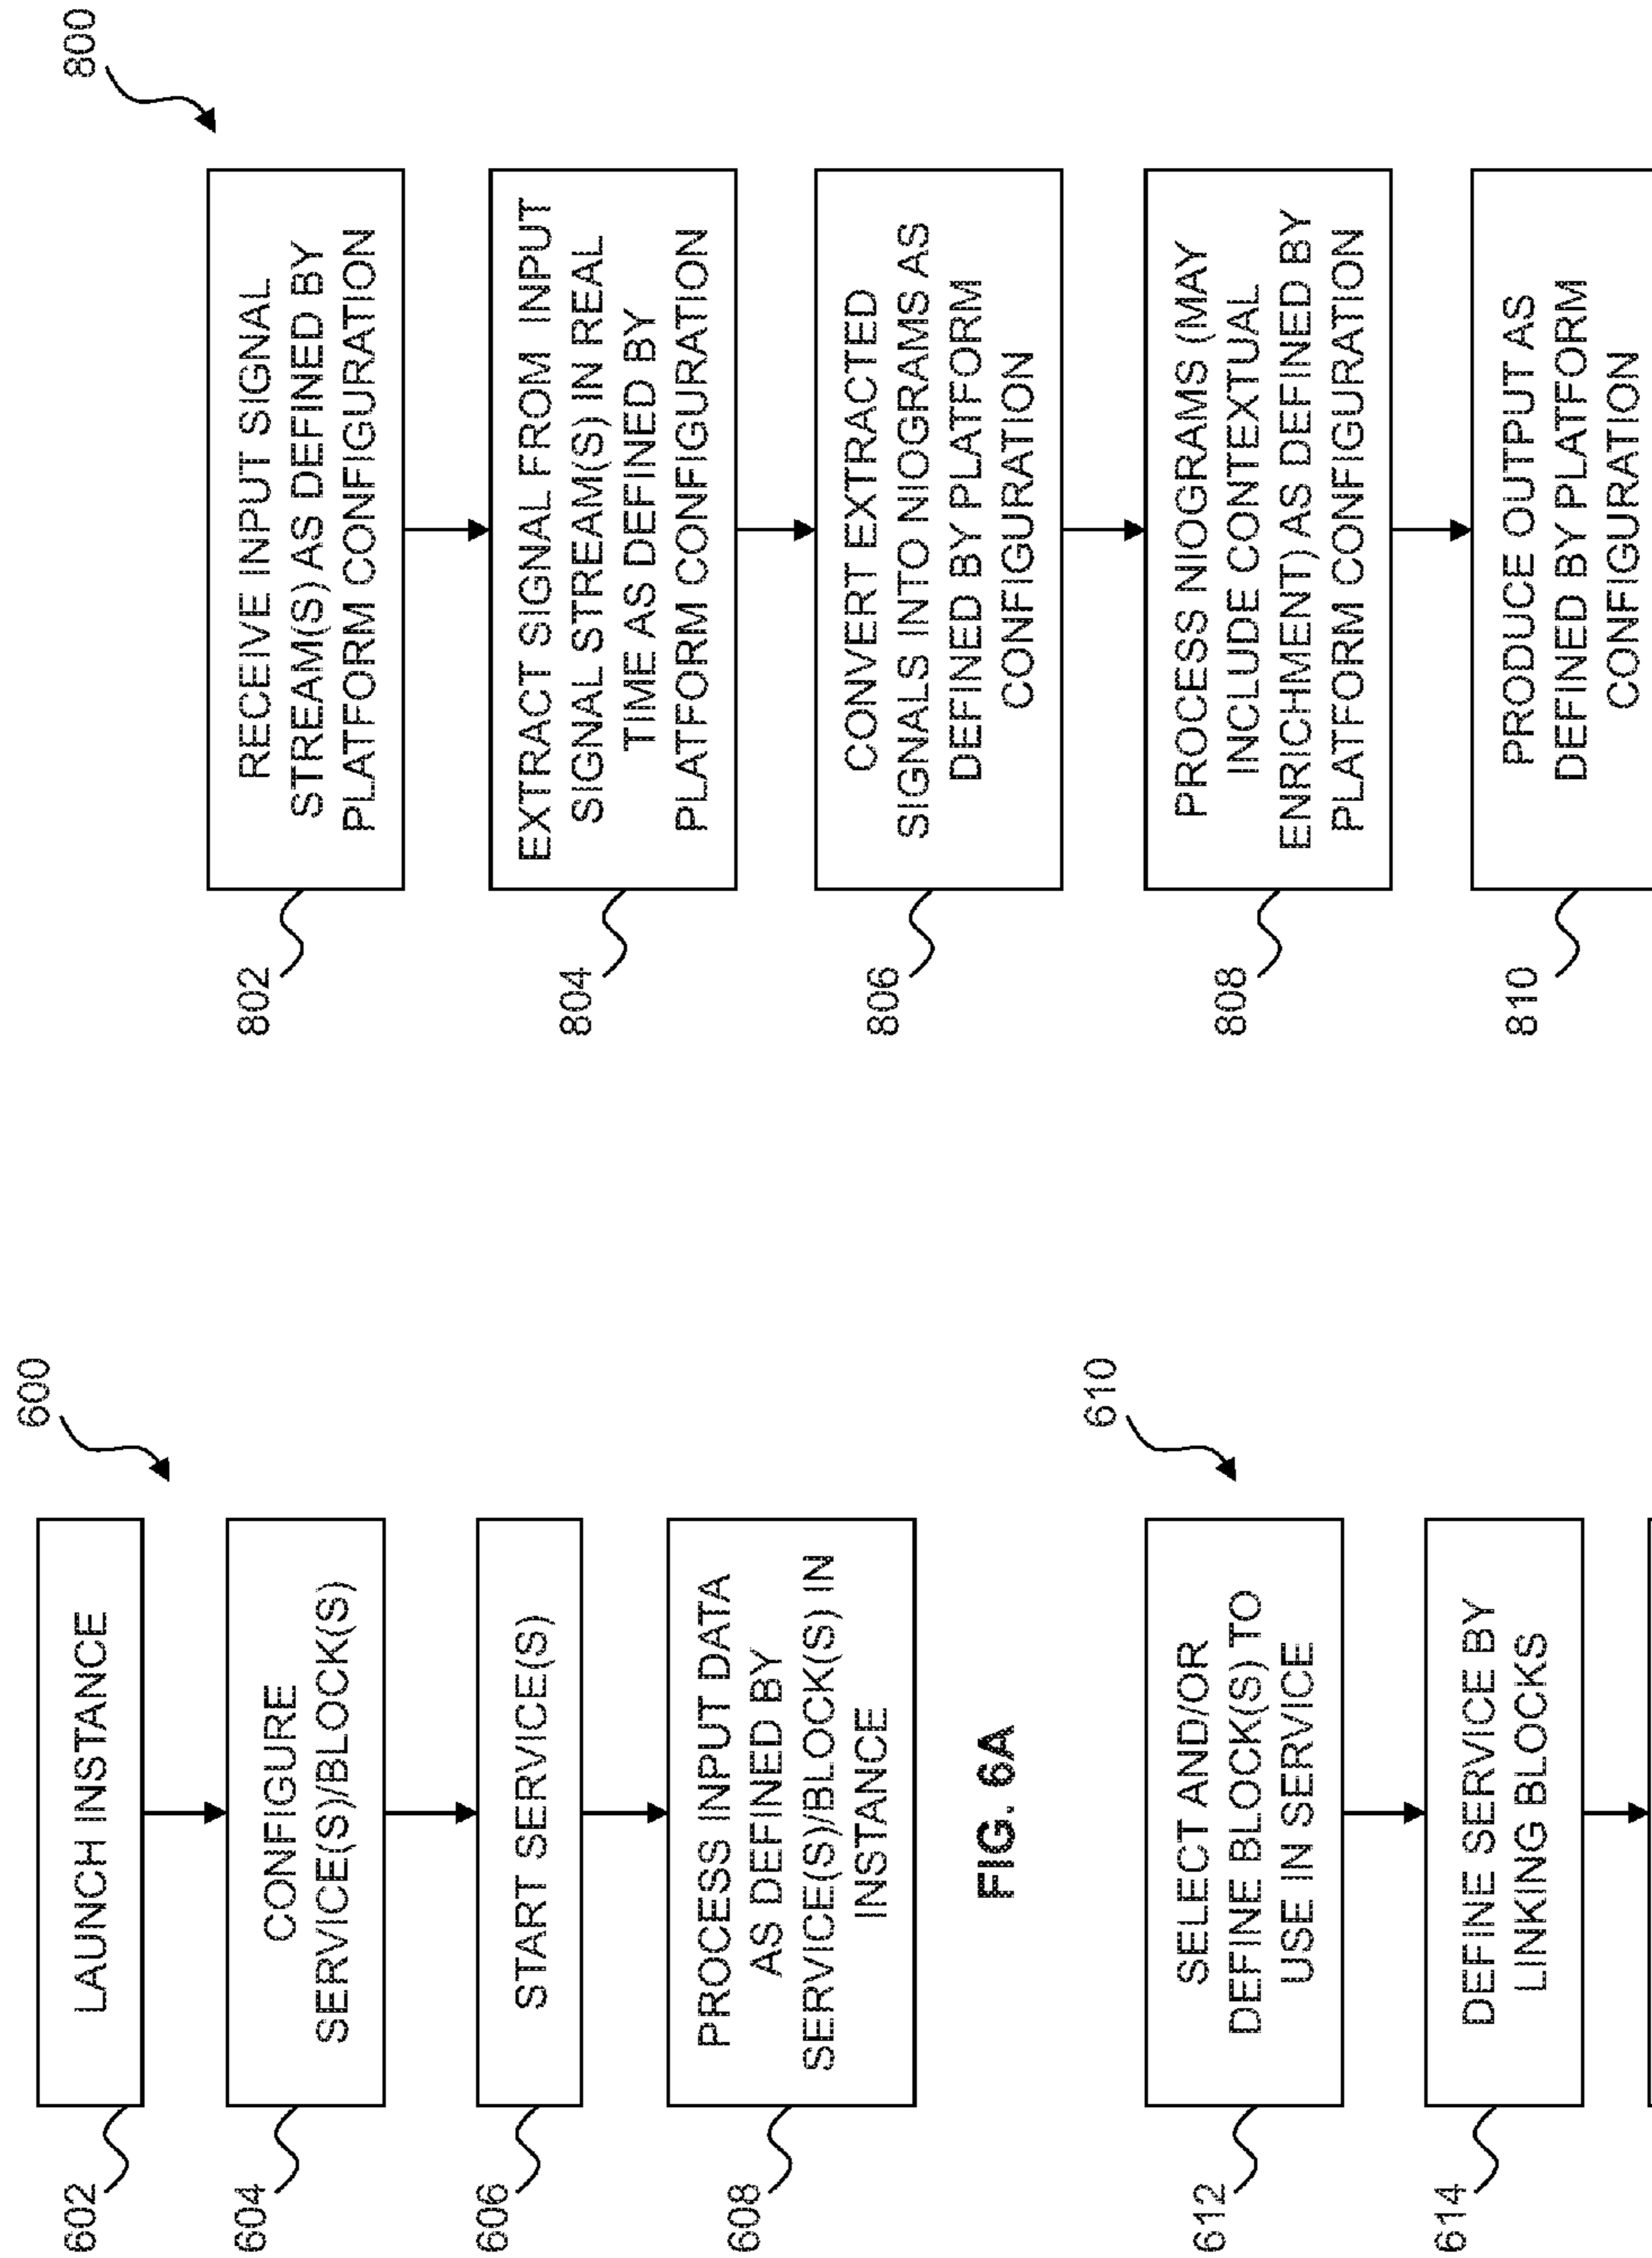 600
602
LAUNCH INSTANCE
604
CONFIGURE
SERVICE(S)/BLOCK(S)
606
START SERVICE(S)
608
PROCESS INPUT DATA
AS DEFINED BY
SERVICE(S)/BLOCK(S) IN
INSTANCE
FIG. 6A
610
612
SELECT AND/OR
DEFINE BLOCK(S) TO
USE IN SERVICE
614
DEFINE SERVICE BY
LINKING BLOCKS
800
802
RECEIVE INPUT SIGNAL
STREAM(S) AS DEFINED BY
PLATFORM CONFIGURATION
804
EXTRACT SIGNAL FROM INPUT
SIGNAL STREAM(S) IN REAL
TIME AS DEFINED BY
PLATFORM CONFIGURATION
806
CONVERT EXTRACTED
SIGNALS INTO NIOGRAMS AS
DEFINED BY PLATFORM
CONFIGURATION
808
PROCESS NIOGRAMS (MAY
INCLUDE CONTEXTUAL
ENRICHMENT) AS DEFINED BY
PLATFORM CONFIGURATION
810
PRODUCE OUTPUT AS
DEFINED BY PLATFORM
CONFIGURATION